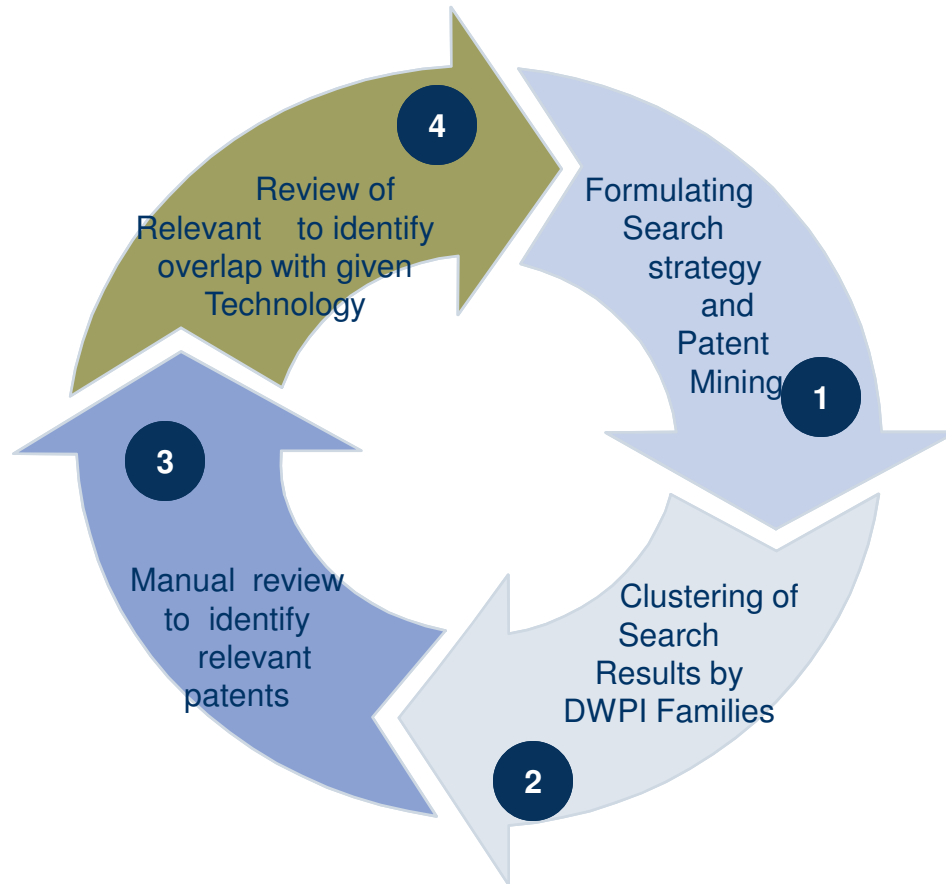 1
Formulating
Search
strategy
and
Patent
Mining
2
Clustering of
Search
Results by
DWPI Families
3
Manual review
to identify
relevant
patents
4
Review of
Relevant to identify
overlap with given
Technology